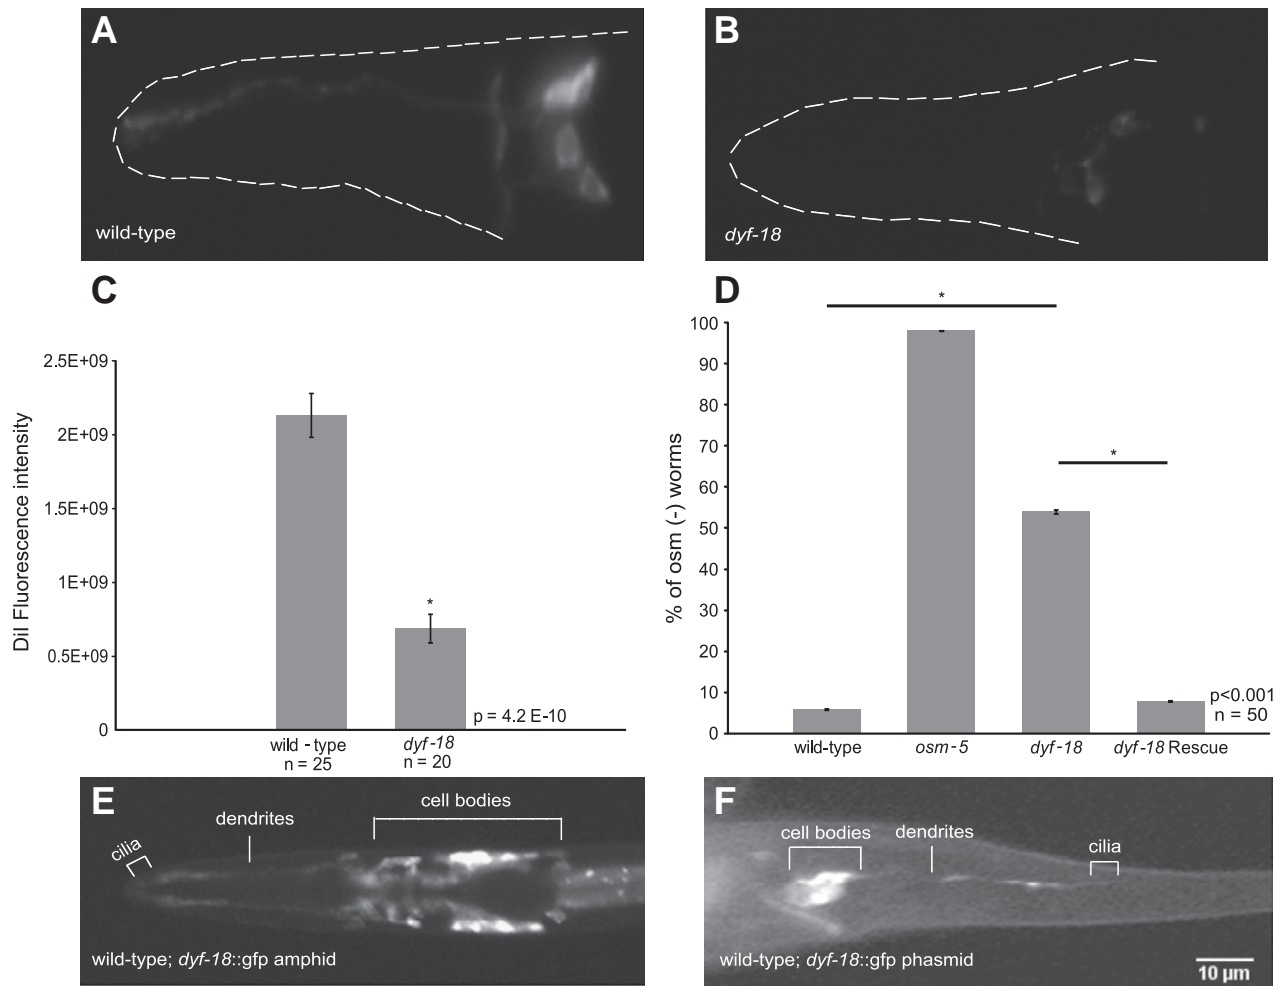 A
wild-type
B
dyf-18
C
DiI Fluorescence intensity
2.5E+09
2E+09
1.5E+09
1E+09
0.5E+09
0
*
p = 4.2 E-10
wild - type
n = 25
dyf-18
n = 20
D
% of osm (-) worms
100
90
80
70
60
50
40
30
20
10
0
*
*
p<0.001
n = 50
wild-type
osm-5
dyf-18
dyf-18 Rescue
E
cilia
dendrites
cell bodies
wild-type; dyf-18::gfp amphid
F
cell bodies
dendrites
cilia
wild-type; dyf-18::gfp phasmid
10 µm